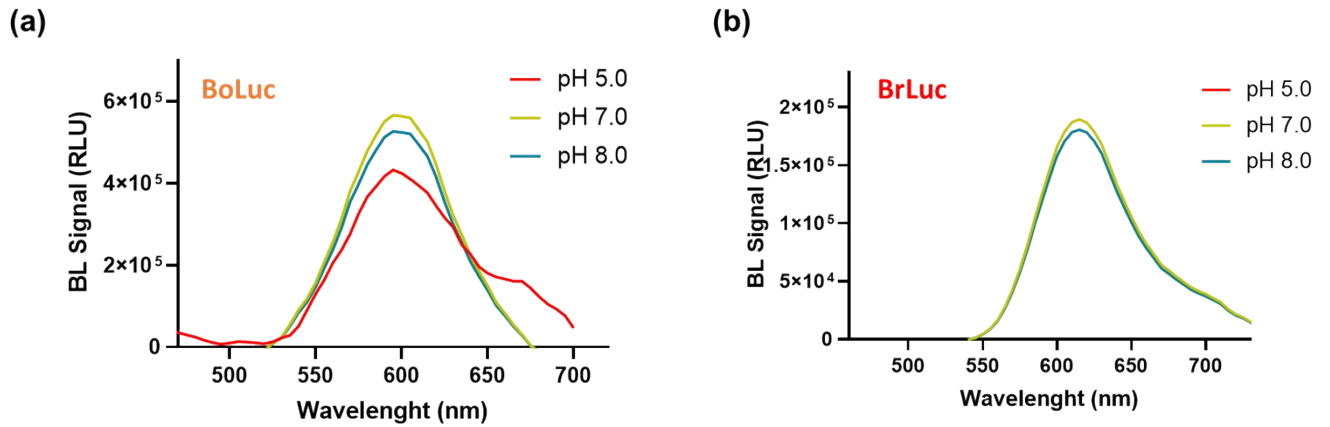 (a)
BoLuc
pH 5.0
pH 7.0
pH 8.0
6×10⁵
4×10⁵
2×10⁵
0
BL Signal (RLU)
500 550 600 650 700
Wavelenght (nm)
(b)
BrLuc
pH 5.0
pH 7.0
pH 8.0
2×10⁵
1.5×10⁵
1×10⁵
5×10⁴
0
BL Signal (RLU)
500 550 600 650 700
Wavelenght (nm)